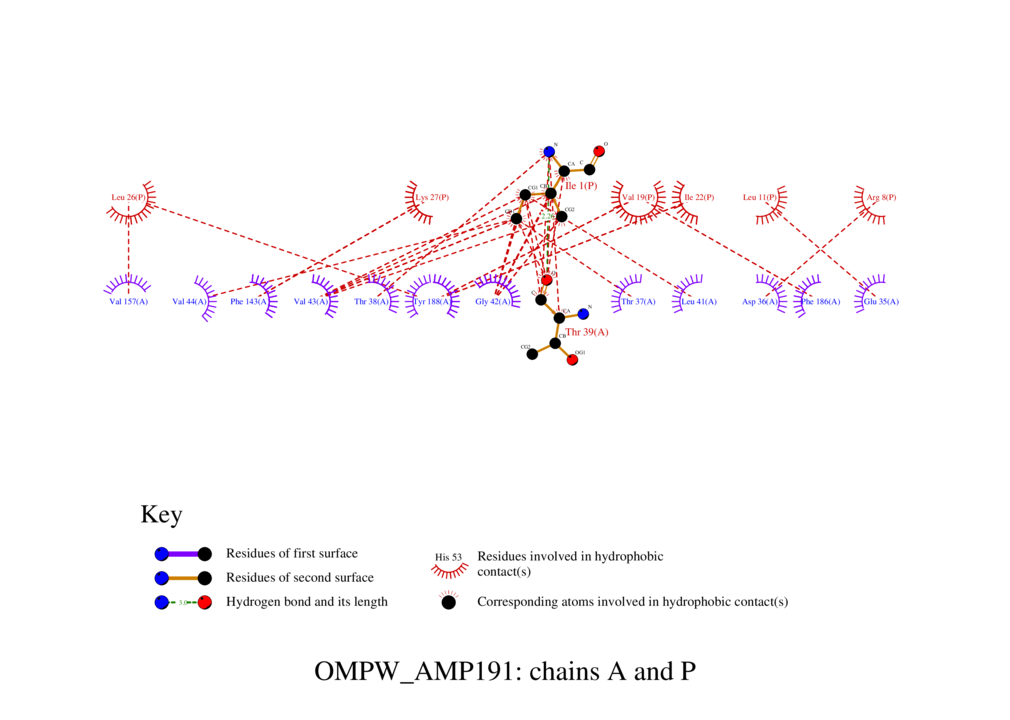 N
O
CA
C
Ile 1(P)
CG1
CB
CG2
Leu 26(P)
Lys 27(P)
Val 19(P)
Ile 22(P)
Leu 11(P)
Arg 8(P)
Val 157(A)
Val 44(A)
Phe 143(A)
Val 43(A)
Thr 38(A)
Tyr 188(A)
Gly 42(A)
Thr 37(A)
Leu 41(A)
Asp 36(A)
Phe 186(A)
Glu 35(A)
N
CA
Thr 39(A)
CB
CG2
OG1
Key
Residues of first surface
Residues of second surface
3.0
Hydrogen bond and its length
His 53
Residues involved in hydrophobic
contact(s)
Corresponding atoms involved in hydrophobic contact(s)
OMPW_AMP191: chains A and P